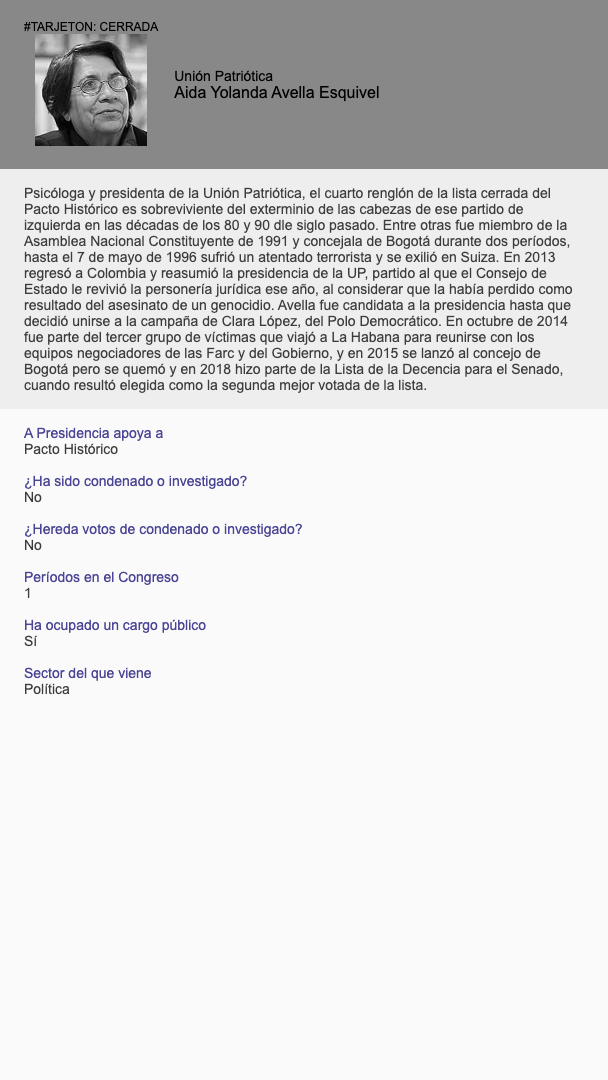 #TARJETON: CERRADA
Unión Patriótica
Aida Yolanda Avella Esquivel
Psicóloga y presidenta de la Unión Patriótica, el cuarto renglón de la lista cerrada del
Pacto Histórico es sobreviviente del exterminio de las cabezas de ese partido de
izquierda en las décadas de los 80 y 90 dle siglo pasado. Entre otras fue miembro de la
Asamblea Nacional Constituyente de 1991 y concejala de Bogotá durante dos períodos,
hasta el 7 de mayo de 1996 sufrió un atentado terrorista y se exilió en Suiza. En 2013
regresó a Colombia y reasumió la presidencia de la UP, partido al que el Consejo de
Estado le revivió la personería jurídica ese año, al considerar que la había perdido como
resultado del asesinato de un genocidio. Avella fue candidata a la presidencia hasta que
decidió unirse a la campaña de Clara López, del Polo Democrático. En octubre de 2014
fue parte del tercer grupo de víctimas que viajó a La Habana para reunirse con los
equipos negociadores de las Farc y del Gobierno, y en 2015 se lanzó al concejo de
Bogotá pero se quemó y en 2018 hizo parte de la Lista de la Decencia para el Senado,
cuando resultó elegida como la segunda mejor votada de la lista.
A Presidencia apoya a
Pacto Histórico
¿Ha sido condenado o investigado?
No
¿Hereda votos de condenado o investigado?
No
Períodos en el Congreso
1
Ha ocupado un cargo público
Sí
Sector del que viene
Política